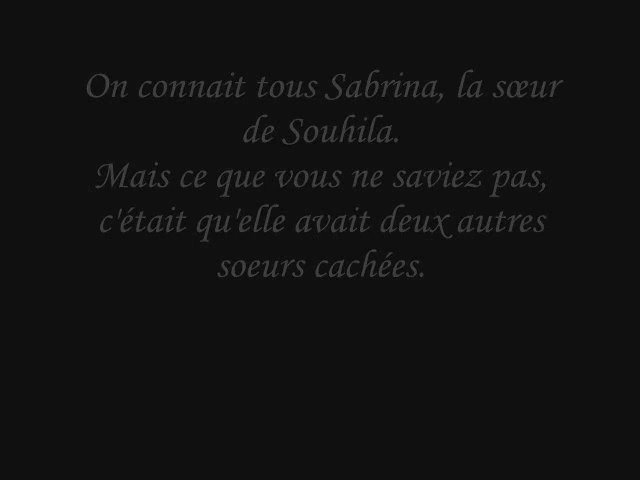 On connait tous Sabrina, la sœur
de Souhila.
Mais ce que vous ne saviez pas,
c'était qu'elle avait deux autres
soeurs cachées.